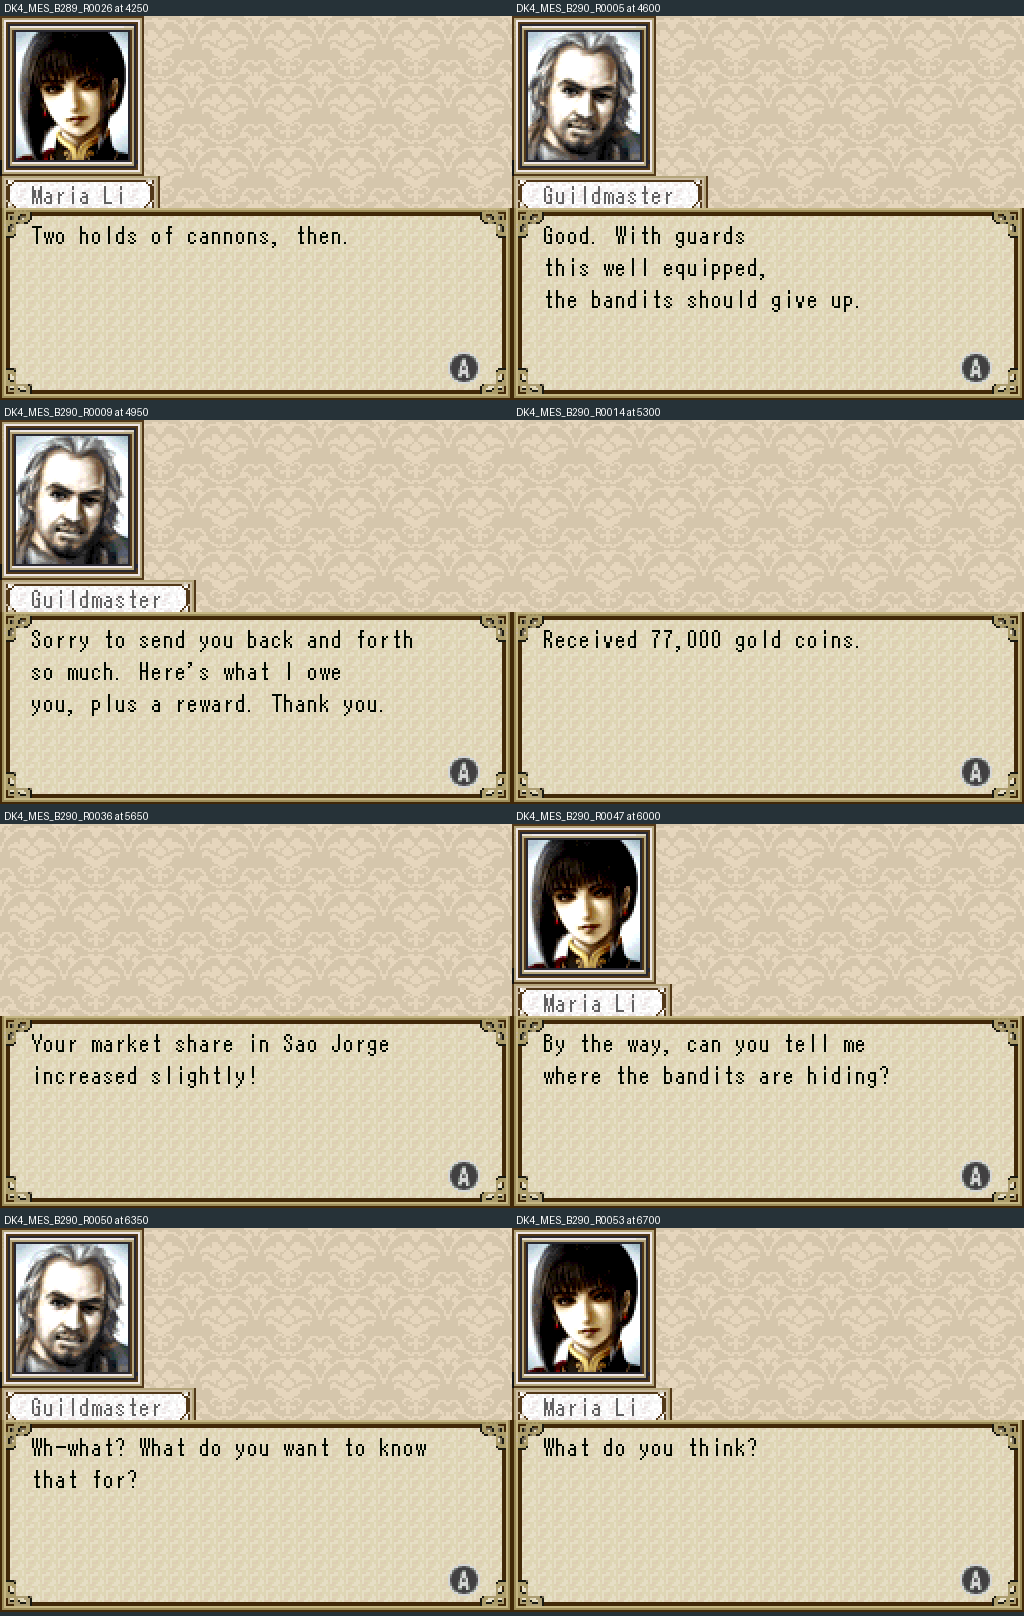 DK4_MES_B289_R0026 at 4250
Maria Li
Two holds of cannons, then.
A
DK4_MES_B290_R0005 at 4600
Guildmaster
Good. With guards
this well equipped,
the bandits should give up.
A
DK4_MES_B290_R0009 at 4950
Guildmaster
Sorry to send you back and forth
so much. Here's what I owe
you, plus a reward. Thank you.
A
DK4_MES_B290_R0014 at 5300
Received 77,000 gold coins.
A
DK4_MES_B290_R0036 at 5650
Your market share in Sao Jorge
increased slightly!
A
DK4_MES_B290_R0047 at 6000
Maria Li
By the way, can you tell me
where the bandits are hiding?
A
DK4_MES_B290_R0050 at 6350
Guildmaster
Wh-what? What do you want to know
that for?
A
DK4_MES_B290_R0053 at 6700
Maria Li
What do you think?
A